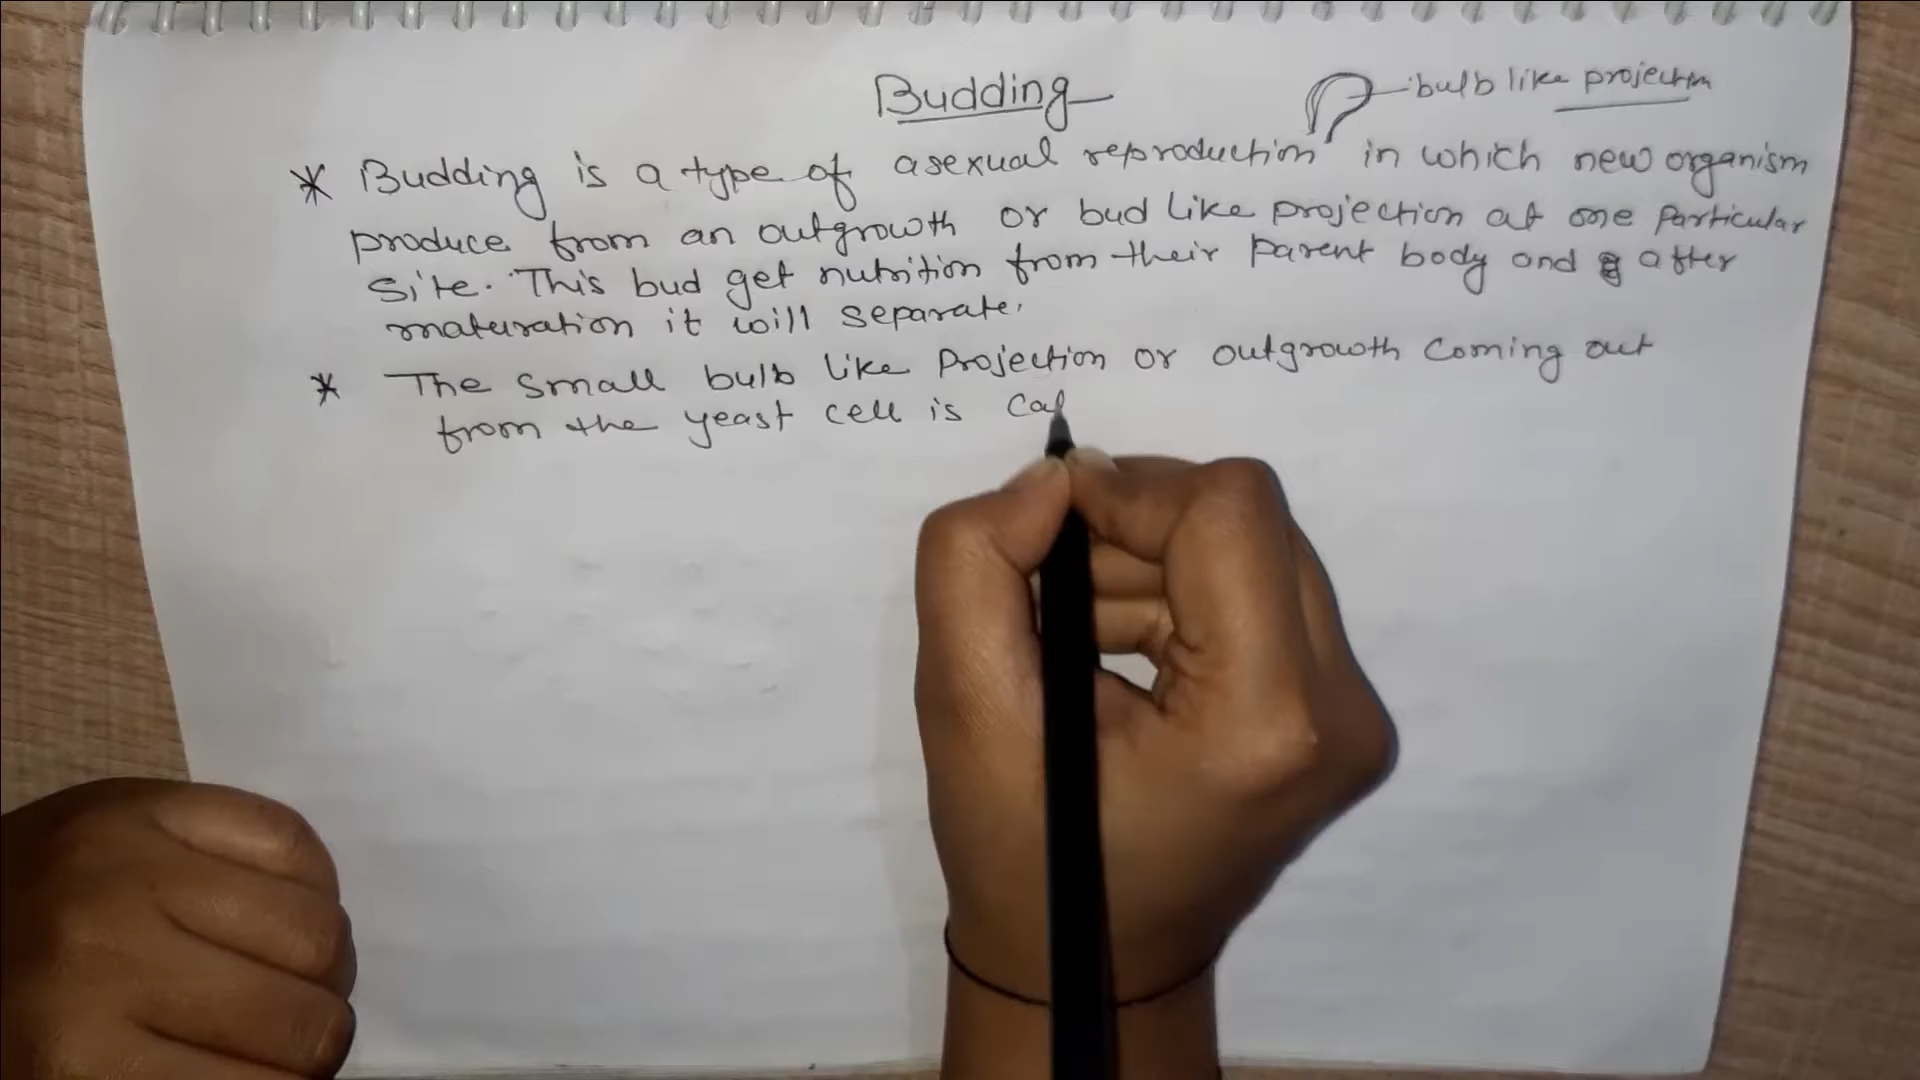 Budding
bulb like projection
* Budding is a type of asexual reproduction in which new organism
produce from an outgrowth or bud like projection at one particular
site. This bud get nutrition from their parent body and after
maturation it will separate.
* The small bulb like projection or outgrowth coming out
from the yeast cell is cal